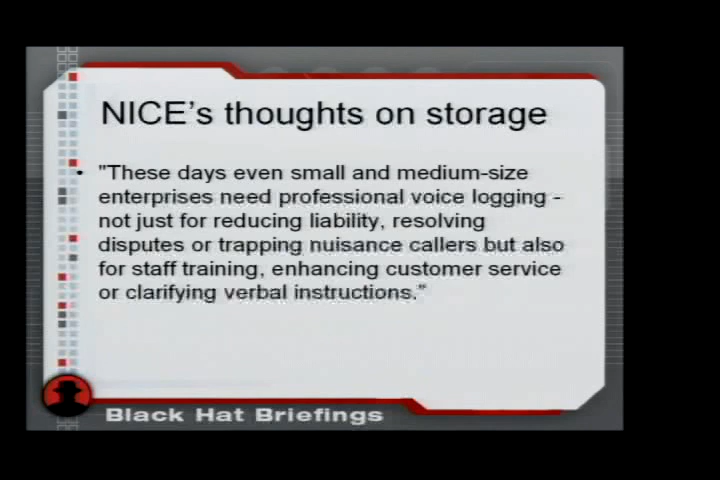 NICE's thoughts on storage
• "These days even small and medium-size
enterprises need professional voice logging -
not just for reducing liability, resolving
disputes or trapping nuisance callers but also
for staff training, enhancing customer service
or clarifying verbal instructions."
Black Hat Briefings